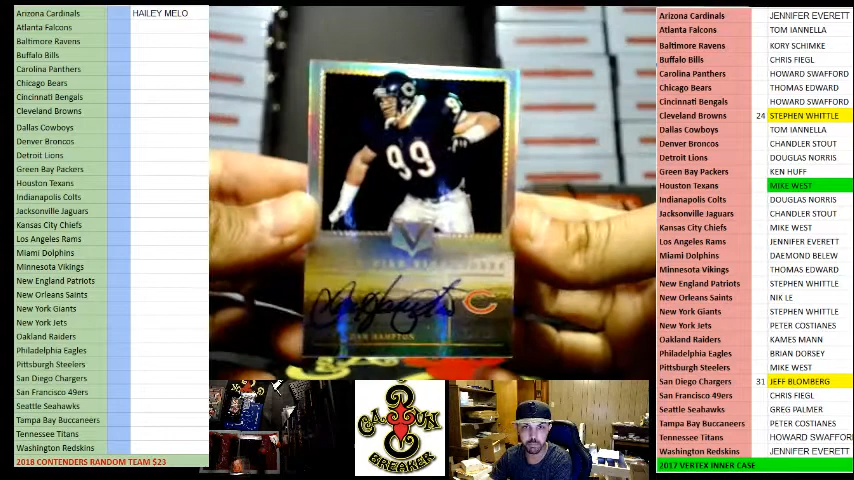 Arizona Cardinals HAILEY MELO
Atlanta Falcons
Baltimore Ravens
Buffalo Bills
Carolina Panthers
Chicago Bears
Cincinnati Bengals
Cleveland Browns
Dallas Cowboys
Denver Broncos
Detroit Lions
Green Bay Packers
Houston Texans
Indianapolis Colts
Jacksonville Jaguars
Kansas City Chiefs
Los Angeles Rams
Miami Dolphins
Minnesota Vikings
New England Patriots
New Orleans Saints
New York Giants
New York Jets
Oakland Raiders
Philadelphia Eagles
Pittsburgh Steelers
San Diego Chargers
San Francisco 49ers
Seattle Seahawks
Tampa Bay Buccaneers
Tennessee Titans
Washington Redskins
2018 CONTENDERS RANDOM TEAM $23
99
DAN HAMPTON
CAJUN
BREAKER
Arizona Cardinals JENNIFER EVERETT
Atlanta Falcons TOM IANNELLA
Baltimore Ravens KORY SCHIMKE
Buffalo Bills CHRIS FIEGL
Carolina Panthers HOWARD SWAFFORD
Chicago Bears THOMAS EDWARD
Cincinnati Bengals HOWARD SWAFFORD
Cleveland Browns 24 STEPHEN WHITTLE
Dallas Cowboys TOM IANNELLA
Denver Broncos CHANDLER STOUT
Detroit Lions DOUGLAS NORRIS
Green Bay Packers KEN HUFF
Houston Texans MIKE WEST
Indianapolis Colts DOUGLAS NORRIS
Jacksonville Jaguars CHANDLER STOUT
Kansas City Chiefs MIKE WEST
Los Angeles Rams JENNIFER EVERETT
Miami Dolphins DAEMOND BELEW
Minnesota Vikings THOMAS EDWARD
New England Patriots STEPHEN WHITTLE
New Orleans Saints NIK LE
New York Giants STEPHEN WHITTLE
New York Jets PETER COSTIANES
Oakland Raiders KAMES MANN
Philadelphia Eagles BRIAN DORSEY
Pittsburgh Steelers MIKE WEST
San Diego Chargers 31 JEFF BLOMBERG
San Francisco 49ers CHRIS FIEGL
Seattle Seahawks GREG PALMER
Tampa Bay Buccaneers PETER COSTIANES
Tennessee Titans HOWARD SWAFFORD
Washington Redskins JENNIFER EVERETT
2017 VERTEX INNER CASE